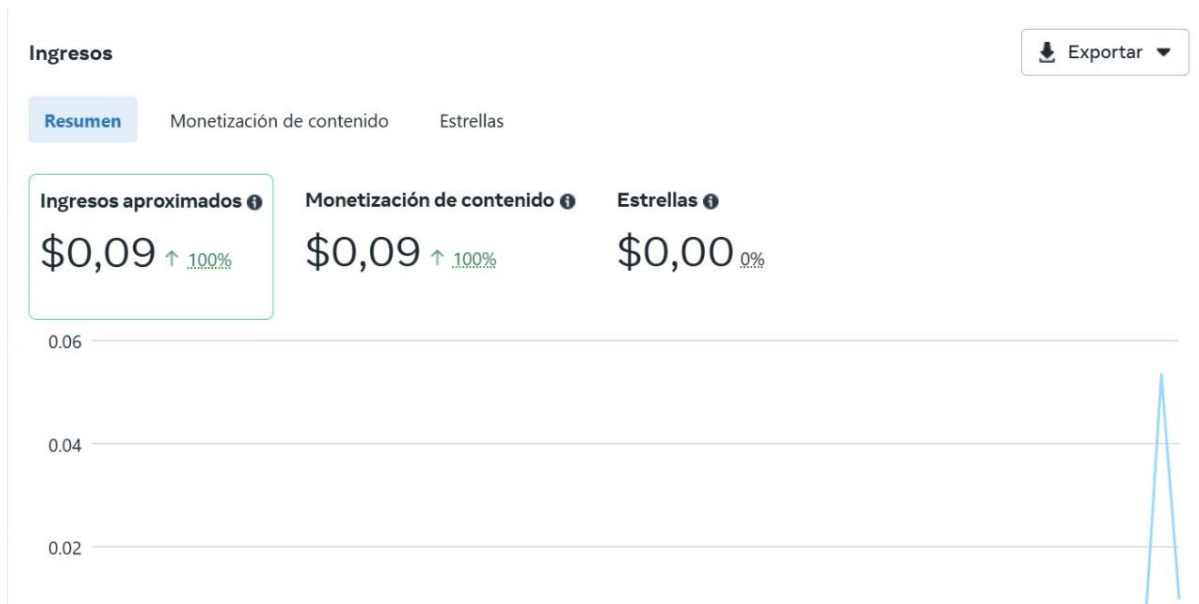 Ingresos
Exportar
Resumen Monetización de contenido Estrellas
Ingresos aproximados Monetización de contenido Estrellas
$0,09 ↑ 100% $0,09 ↑ 100% $0,00 0%
0.06
0.04
0.02